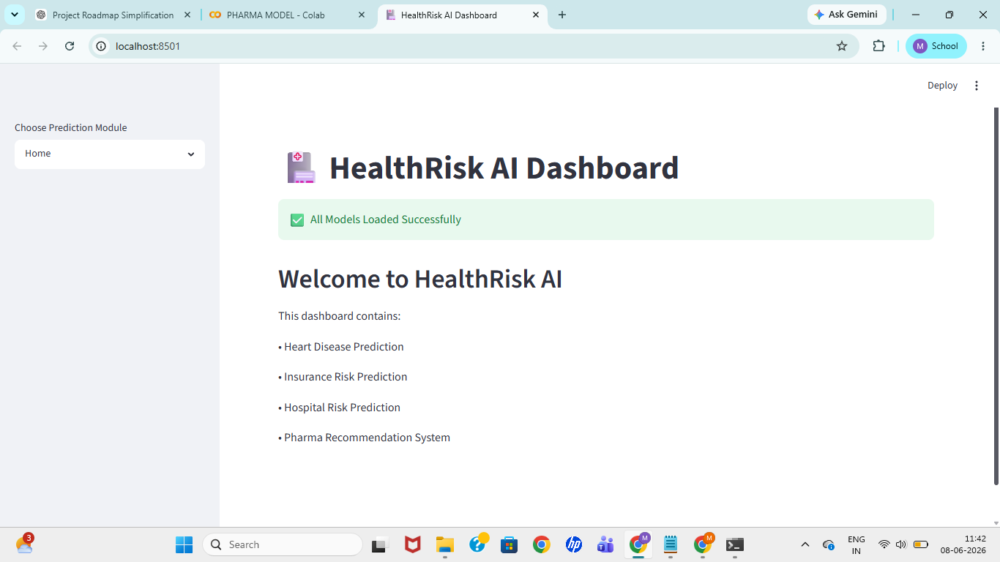 Project Roadmap Simplification
PHARMA MODEL - Colab
HealthRisk AI Dashboard
Ask Gemini
localhost:8501
M
School
Deploy
Choose Prediction Module
Home
HealthRisk AI Dashboard
All Models Loaded Successfully
Welcome to HealthRisk AI
This dashboard contains:
• Heart Disease Prediction
• Insurance Risk Prediction
• Hospital Risk Prediction
• Pharma Recommendation System
3
Search
hp
T
M
M
ENG
IN
11:42
08-06-2026